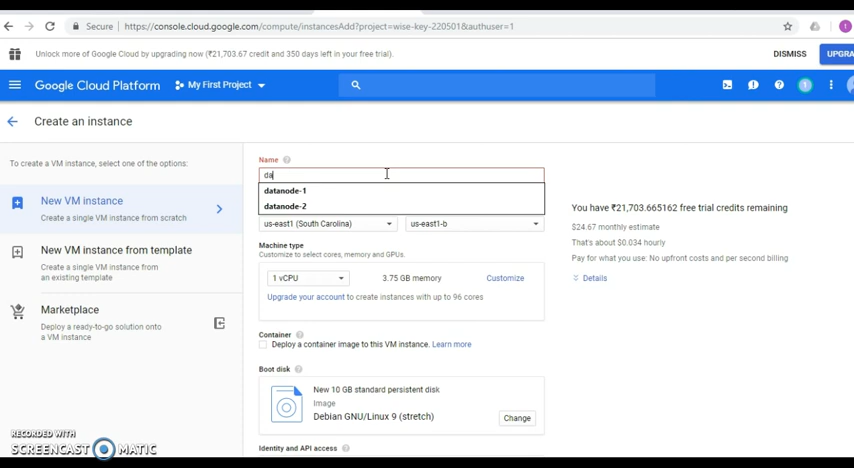 Secure
https://console.cloud.google.com/compute/instancesAdd?project=wise-key-220501&authuser=1
1
Unlock more of Google Cloud by upgrading now (₹21,703.67 credit and 350 days left in your free trial).
DISMISS
UPGRA
Google Cloud Platform
My First Project
1
Create an instance
To create a VM instance, select one of the options:
New VM instance
Create a single VM instance from scratch
New VM instance from template
Create a single VM instance from
an existing template
Marketplace
Deploy a ready-to-go solution onto
a VM instance
Name
da
datanode-1
datanode-2
us-east1 (South Carolina)
us-east1-b
Machine type
Customize to select cores, memory and GPUs.
1 vCPU
3.75 GB memory
Customize
Upgrade your account to create instances with up to 96 cores
Container
Deploy a container image to this VM instance. Learn more
Boot disk
New 10 GB standard persistent disk
Image
Debian GNU/Linux 9 (stretch)
Change
Identity and API access
You have ₹21,703.665162 free trial credits remaining
$24.67 monthly estimate
That's about $0.034 hourly
Pay for what you use: No upfront costs and per second billing
Details
RECORDED WITH
SCREENCAST MATIC